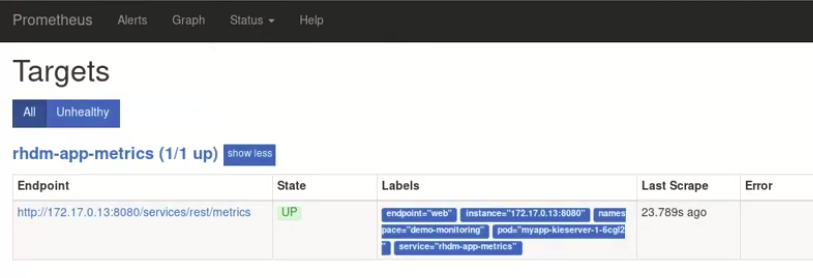 Prometheus Alerts Graph Status Help
Targets
All Unhealthy
rhdm-app-metrics (1/1 up) show less
Endpoint State Labels Last Scrape Error
http://172.17.0.13:8080/services/rest/metrics UP endpoint="web" instance="172.17.0.13:8080" names 23.789s ago
pace="demo-monitoring" pod="myapp-kieserver-1-6cgl2
"service="rhdm-app-metrics"